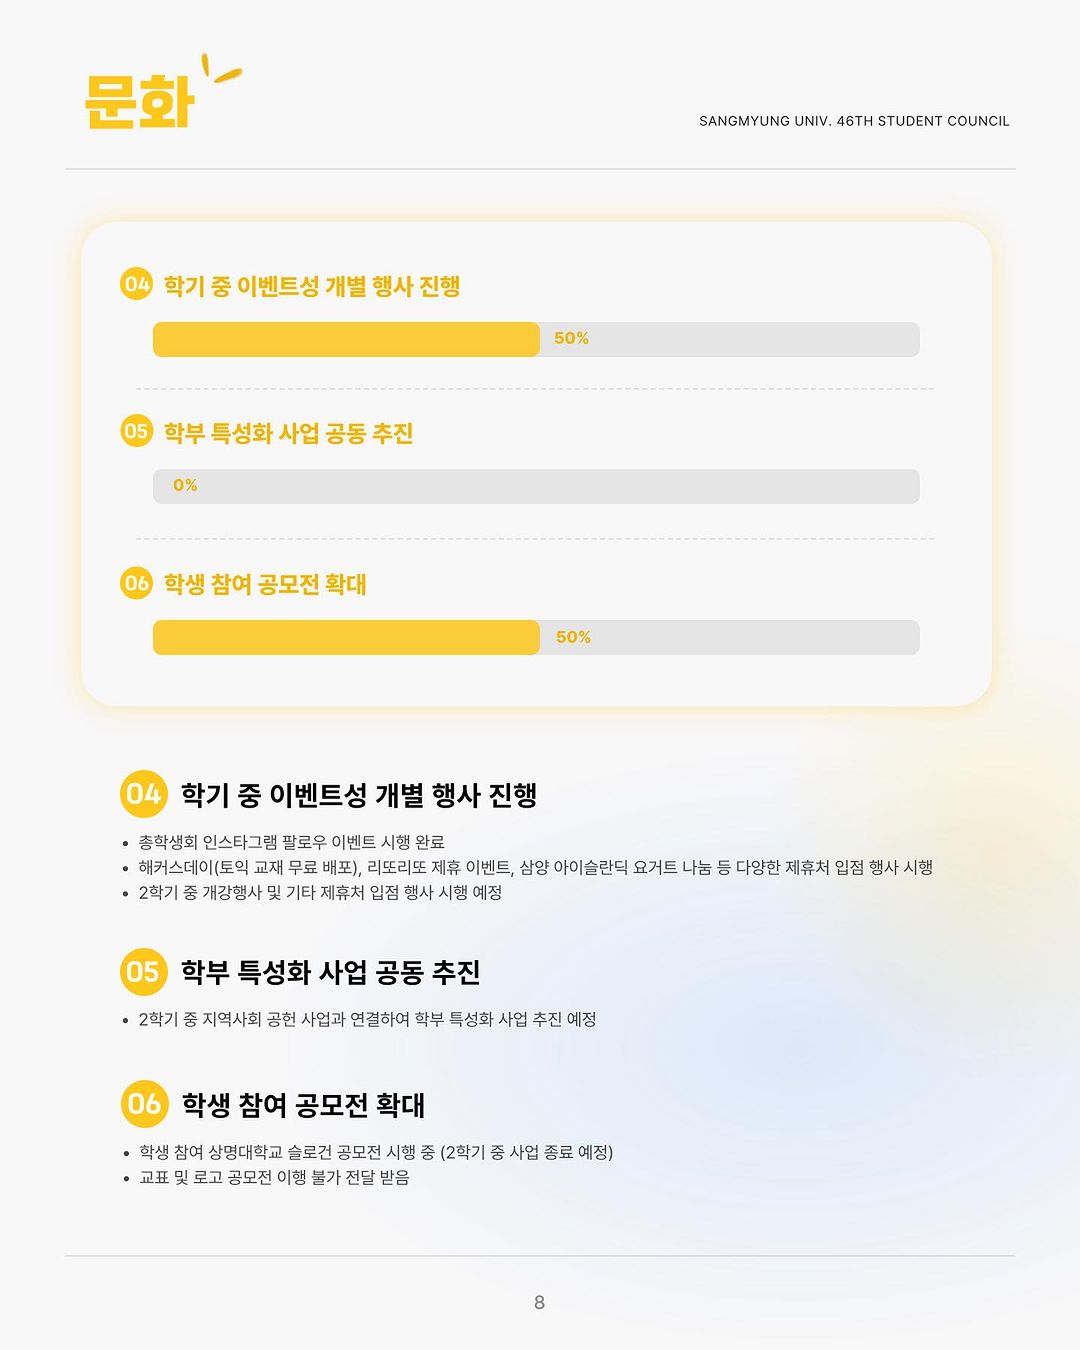 문화
SANGMYUNG UNIV. 46TH STUDENT COUNCIL
04 학기 중 이벤트성 개별 행사 진행
50%
05 학부 특성화 사업 공동 추진
0%
06 학생 참여 공모전 확대
50%
04 학기 중 이벤트성 개별 행사 진행
• 총학생회 인스타그램 팔로우 이벤트 시행 완료
• 해커스데이(토익 교재 무료 배포), 리또리또 제휴 이벤트, 삼양 아이슬란딕 요거트 나눔 등 다양한 제휴처 입점 행사 시행
• 2학기 중 개강행사 및 기타 제휴처 입점 행사 시행 예정
05 학부 특성화 사업 공동 추진
• 2학기 중 지역사회 공헌 사업과 연결하여 학부 특성화 사업 추진 예정
06 학생 참여 공모전 확대
• 학생 참여 상명대학교 슬로건 공모전 시행 중 (2학기 중 사업 종료 예정)
• 교표 및 로고 공모전 이행 불가 전달 받음
8